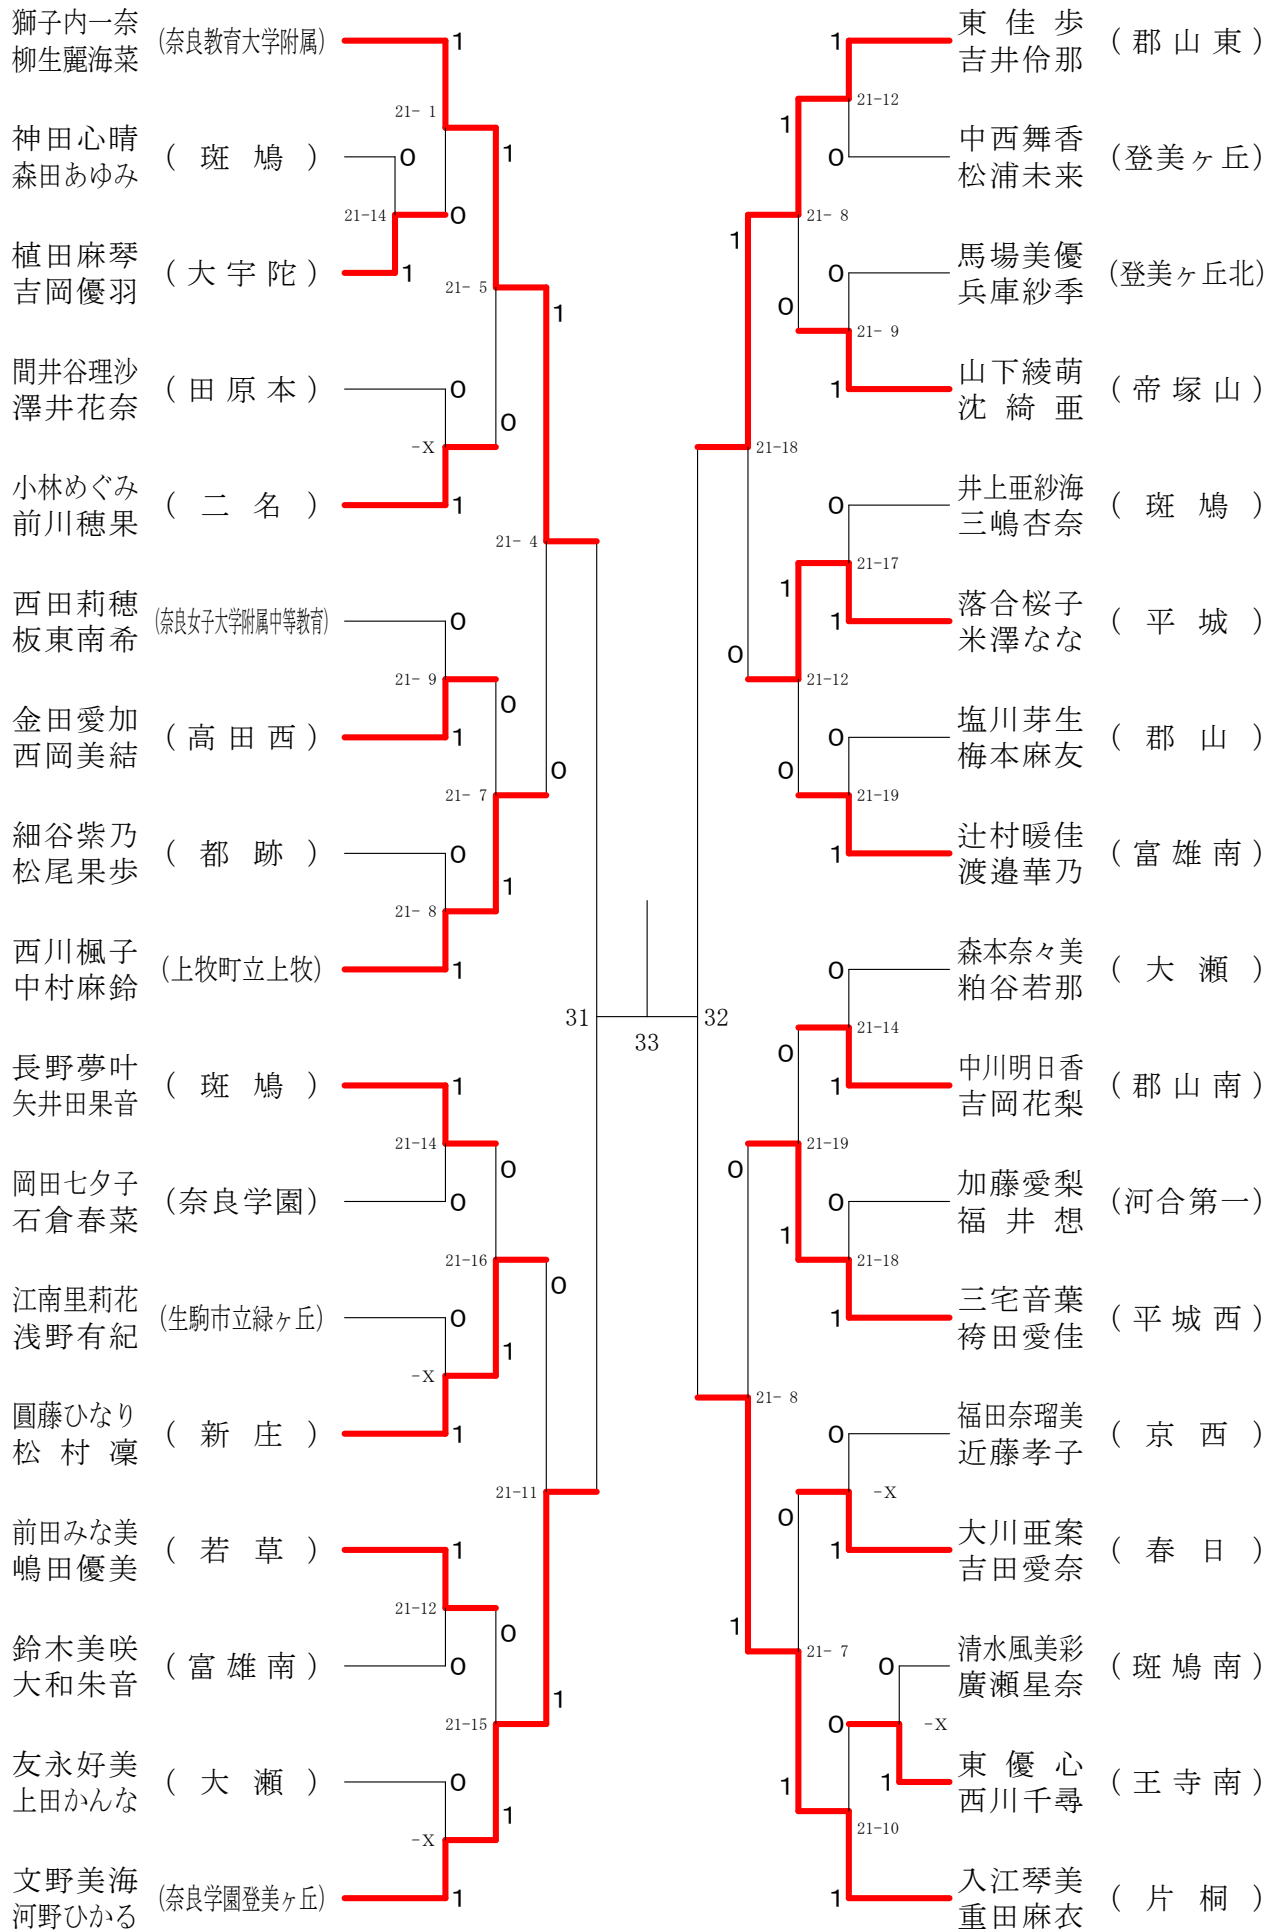 獅子内一奈
柳生麗海菜
(奈良教育大学附属)
1
21- 1
神田心晴
森田あゆみ
( 斑 鳩 )
0
1
21-14
0
植田麻琴
吉岡優羽
( 大 宇 陀 )
1
21- 5
1
間井谷理沙
澤井花奈
( 田 原 本 )
0
0
-X
小林めぐみ
前川穂果
( 二 名 )
1
21- 4
西田莉穂
板東南希
(奈良女子大学附属中等教育)
0
21- 9
0
金田愛加
西岡美結
( 高 田 西 )
1
0
21- 7
細谷紫乃
松尾果歩
( 都 跡 )
0
1
21- 8
西川楓子
中村麻鈴
(上牧町立上牧)
1
31
33
32
長野夢叶
矢井田果音
( 斑 鳩 )
1
21-14
0
岡田七夕子
石倉春菜
(奈良学園)
0
21-16
0
江南里莉花
浅野有紀
(生駒市立緑ヶ丘)
0
1
-X
圓藤ひなり
松 村 凜
( 新 庄 )
1
21-11
前田みな美
嶋田優美
( 若 草 )
1
21-12
0
鈴木美咲
大和朱音
( 富 雄 南 )
0
1
21-15
友永好美
上田かんな
( 大 瀬 )
0
1
-X
文野美海
河野ひかる
(奈良学園登美ヶ丘)
1
1
東 佳 歩
吉井伶那
( 郡 山 東 )
21-12
1
0
中西舞香
松浦未来
(登美ヶ丘)
21- 8
1
0
馬場美優
兵庫紗季
(登美ヶ丘北)
0
21- 9
1
山下綾萌
沈 綺 亜
( 帝 塚 山 )
21-18
0
井上亜紗海
三嶋杏奈
( 斑 鳩 )
21-17
1
1
落合桜子
米澤なな
( 平 城 )
0
21-12
0
塩川芽生
梅本麻友
( 郡 山 )
0
21-19
1
辻村暖佳
渡邉華乃
( 富 雄 南 )
0
森本奈々美
粕谷若那
( 大 瀬 )
21-14
0
1
中川明日香
吉岡花梨
( 郡 山 南 )
21-19
0
0
加藤愛梨
福 井 想
(河合第一)
1
21-18
1
三宅音葉
袴田愛佳
( 平 城 西 )
21- 8
0
福田奈瑠美
近藤孝子
( 京 西 )
-X
0
1
大川亜案
吉田愛奈
( 春 日 )
1
21- 7
0
清水風美彩
廣瀬星奈
( 斑 鳩 南 )
0
-X
1
1
東 優 心
西川千尋
( 王 寺 南 )
21-10
1
入江琴美
重田麻衣
( 片 桐 )